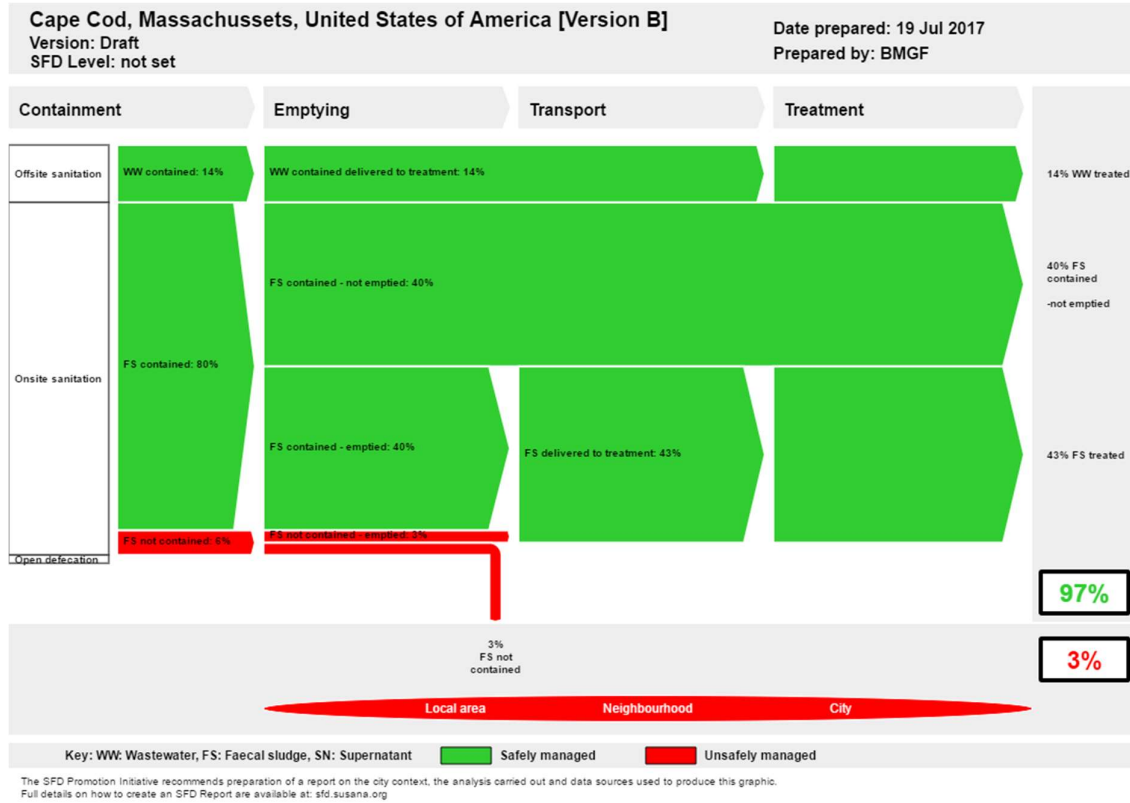 Cape Cod, Massachussets, United States of America [Version B]
Version: Draft
SFD Level: not set
Date prepared: 19 Jul 2017
Prepared by: BMGF
Containment
Emptying
Transport
Treatment
Offsite sanitation
WW contained: 14%
WW contained delivered to treatment: 14%
14% WW treated
FS contained - not emptied: 40%
40% FS
contained
-not emptied
Onsite sanitation
FS contained: 80%
FS contained - emptied: 40%
FS delivered to treatment: 43%
43% FS treated
FS not contained: 6%
FS not contained - emptied: 3%
Open defecation
97%
3%
FS not
contained
3%
Local area
Neighbourhood
City
Key: WW: Wastewater, FS: Faecal sludge, SN: Supernatant
Safely managed
Unsafely managed
The SFD Promotion Initiative recommends preparation of a report on the city context, the analysis carried out and data sources used to produce this graphic.
Full details on how to create an SFD Report are available at: sfd.susana.org